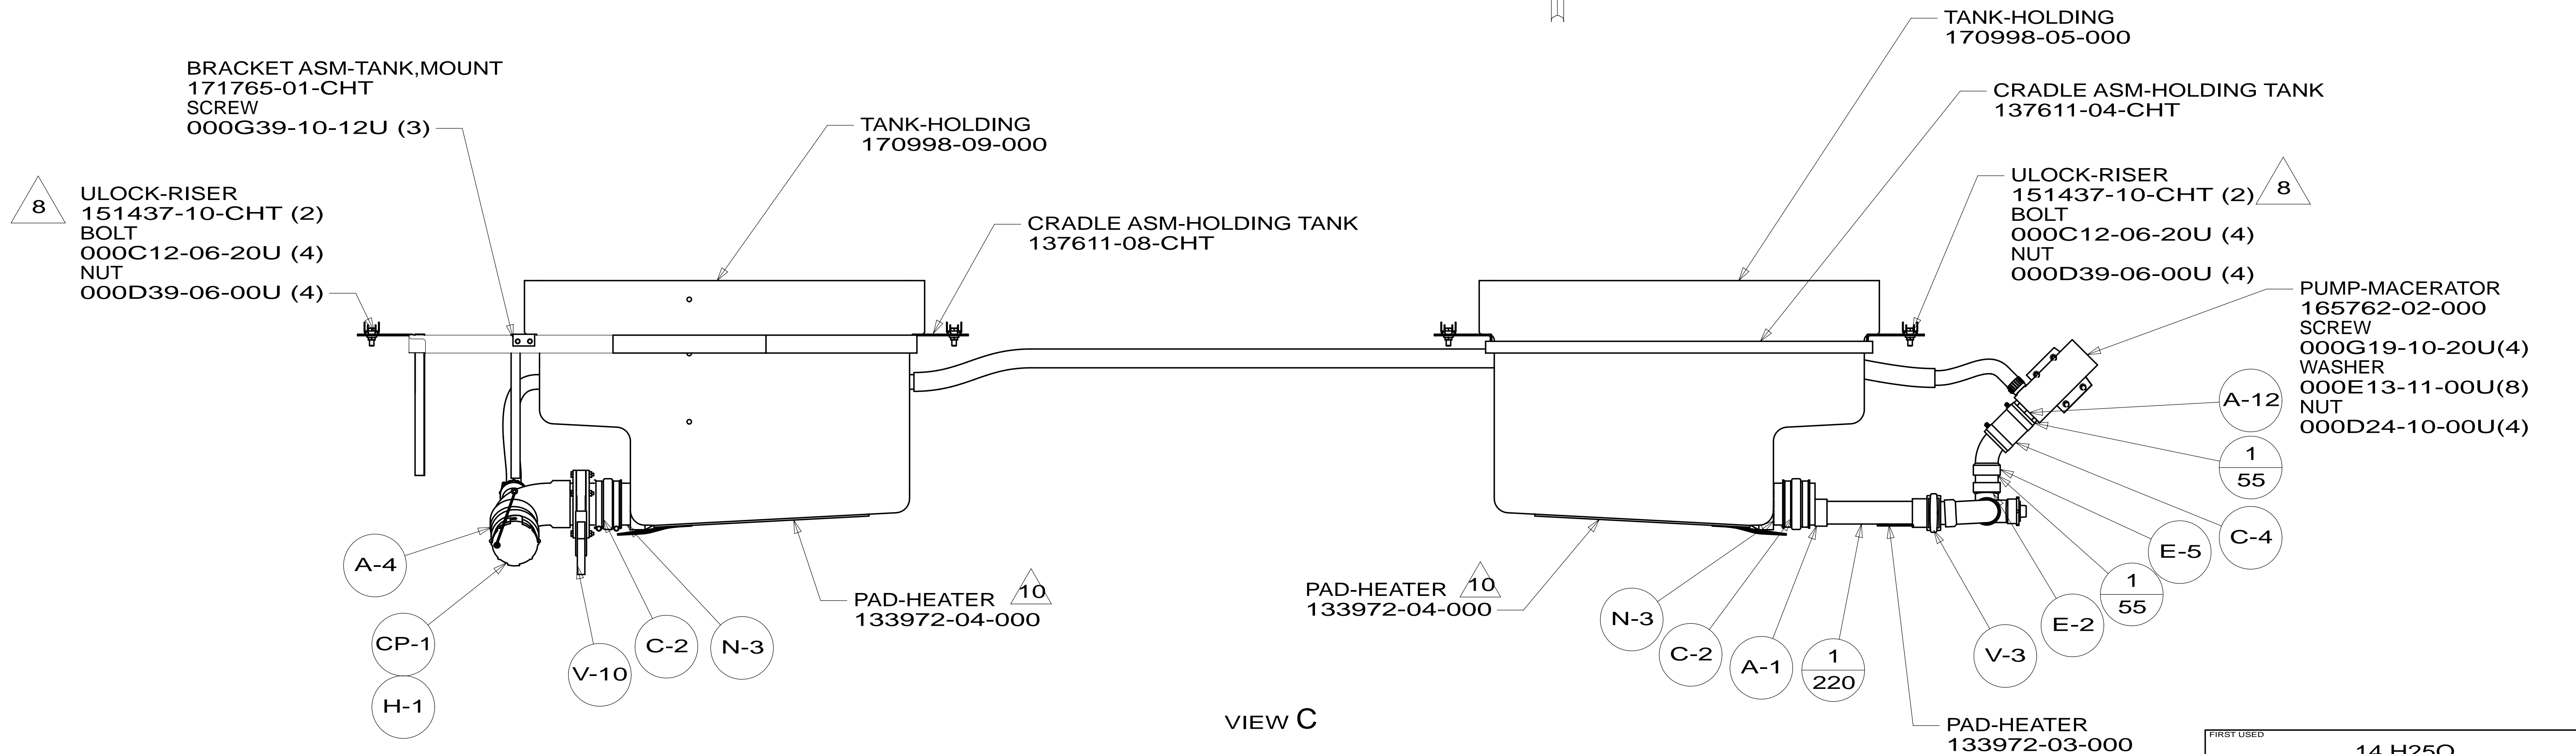 TANK-HOLDING
170998-05-000
BRACKET ASM-TANK,MOUNT
171765-01-CHT
SCREW
000G39-10-12U (3)
CRADLE ASM-HOLDING TANK
137611-04-CHT
TANK-HOLDING
170998-09-000
8
ULOCK-RISER
151437-10-CHT (2)
BOLT
000C12-06-20U (4)
NUT
000D39-06-00U (4)
ULOCK-RISER
151437-10-CHT (2)
8
BOLT
000C12-06-20U (4)
NUT
000D39-06-00U (4)
CRADLE ASM-HOLDING TANK
137611-08-CHT
PUMP-MACERATOR
165762-02-000
SCREW
000G19-10-20U(4)
WASHER
000E13-11-00U(8)
NUT
000D24-10-00U(4)
A-12
1
55
C-4
E-5
1
55
E-2
A-4
CP-1
H-1
V-10
C-2
N-3
PAD-HEATER
10
133972-04-000
PAD-HEATER
10
133972-04-000
N-3
C-2
A-1
1
220
V-3
PAD-HEATER
133972-03-000
VIEW C
FIRST USED
14 H25Q